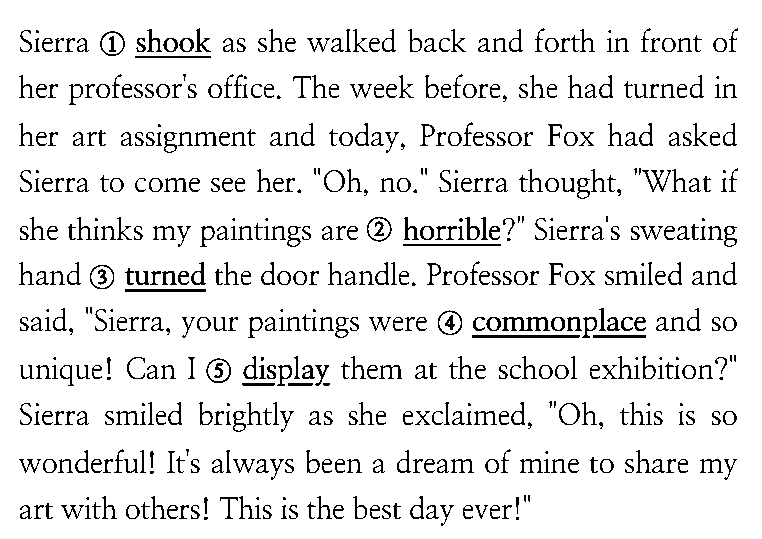 Sierra ① shook as she walked back and forth in front of
her professor's office. The week before, she had turned in
her art assignment and today, Professor Fox had asked
Sierra to come see her. "Oh, no." Sierra thought, "What if
she thinks my paintings are ② horrible?" Sierra's sweating
hand ③ turned the door handle. Professor Fox smiled and
said, "Sierra, your paintings were ④ commonplace and so
unique! Can I ⑤ display them at the school exhibition?"
Sierra smiled brightly as she exclaimed, "Oh, this is so
wonderful! It's always been a dream of mine to share my
art with others! This is the best day ever!"